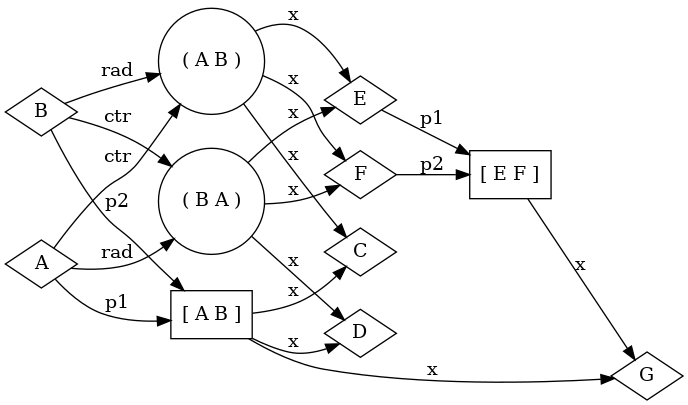 x
( A B )
rad
x
E
B
ctr
x
p1
ctr
x
F
p2
[ E F ]
p2
x
( B A )
rad
C
x
A
x
x
p1
[ A B ]
x
D
x
G